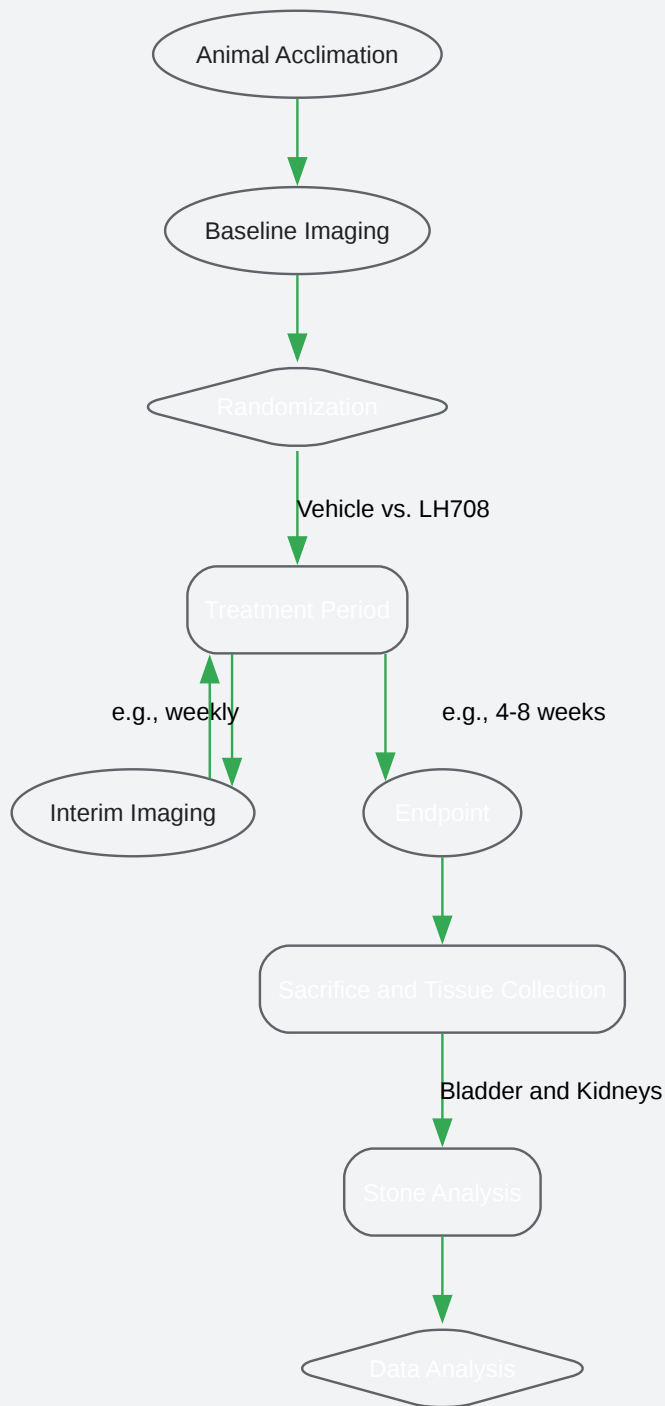 Animal Acclimation
Baseline Imaging
Randomization
Vehicle vs. LH708
Treatment Period
e.g., weekly
e.g., 4-8 weeks
Interim Imaging
Endpoint
Sacrifice and Tissue Collection
Bladder and Kidneys
Stone Analysis
Data Analysis